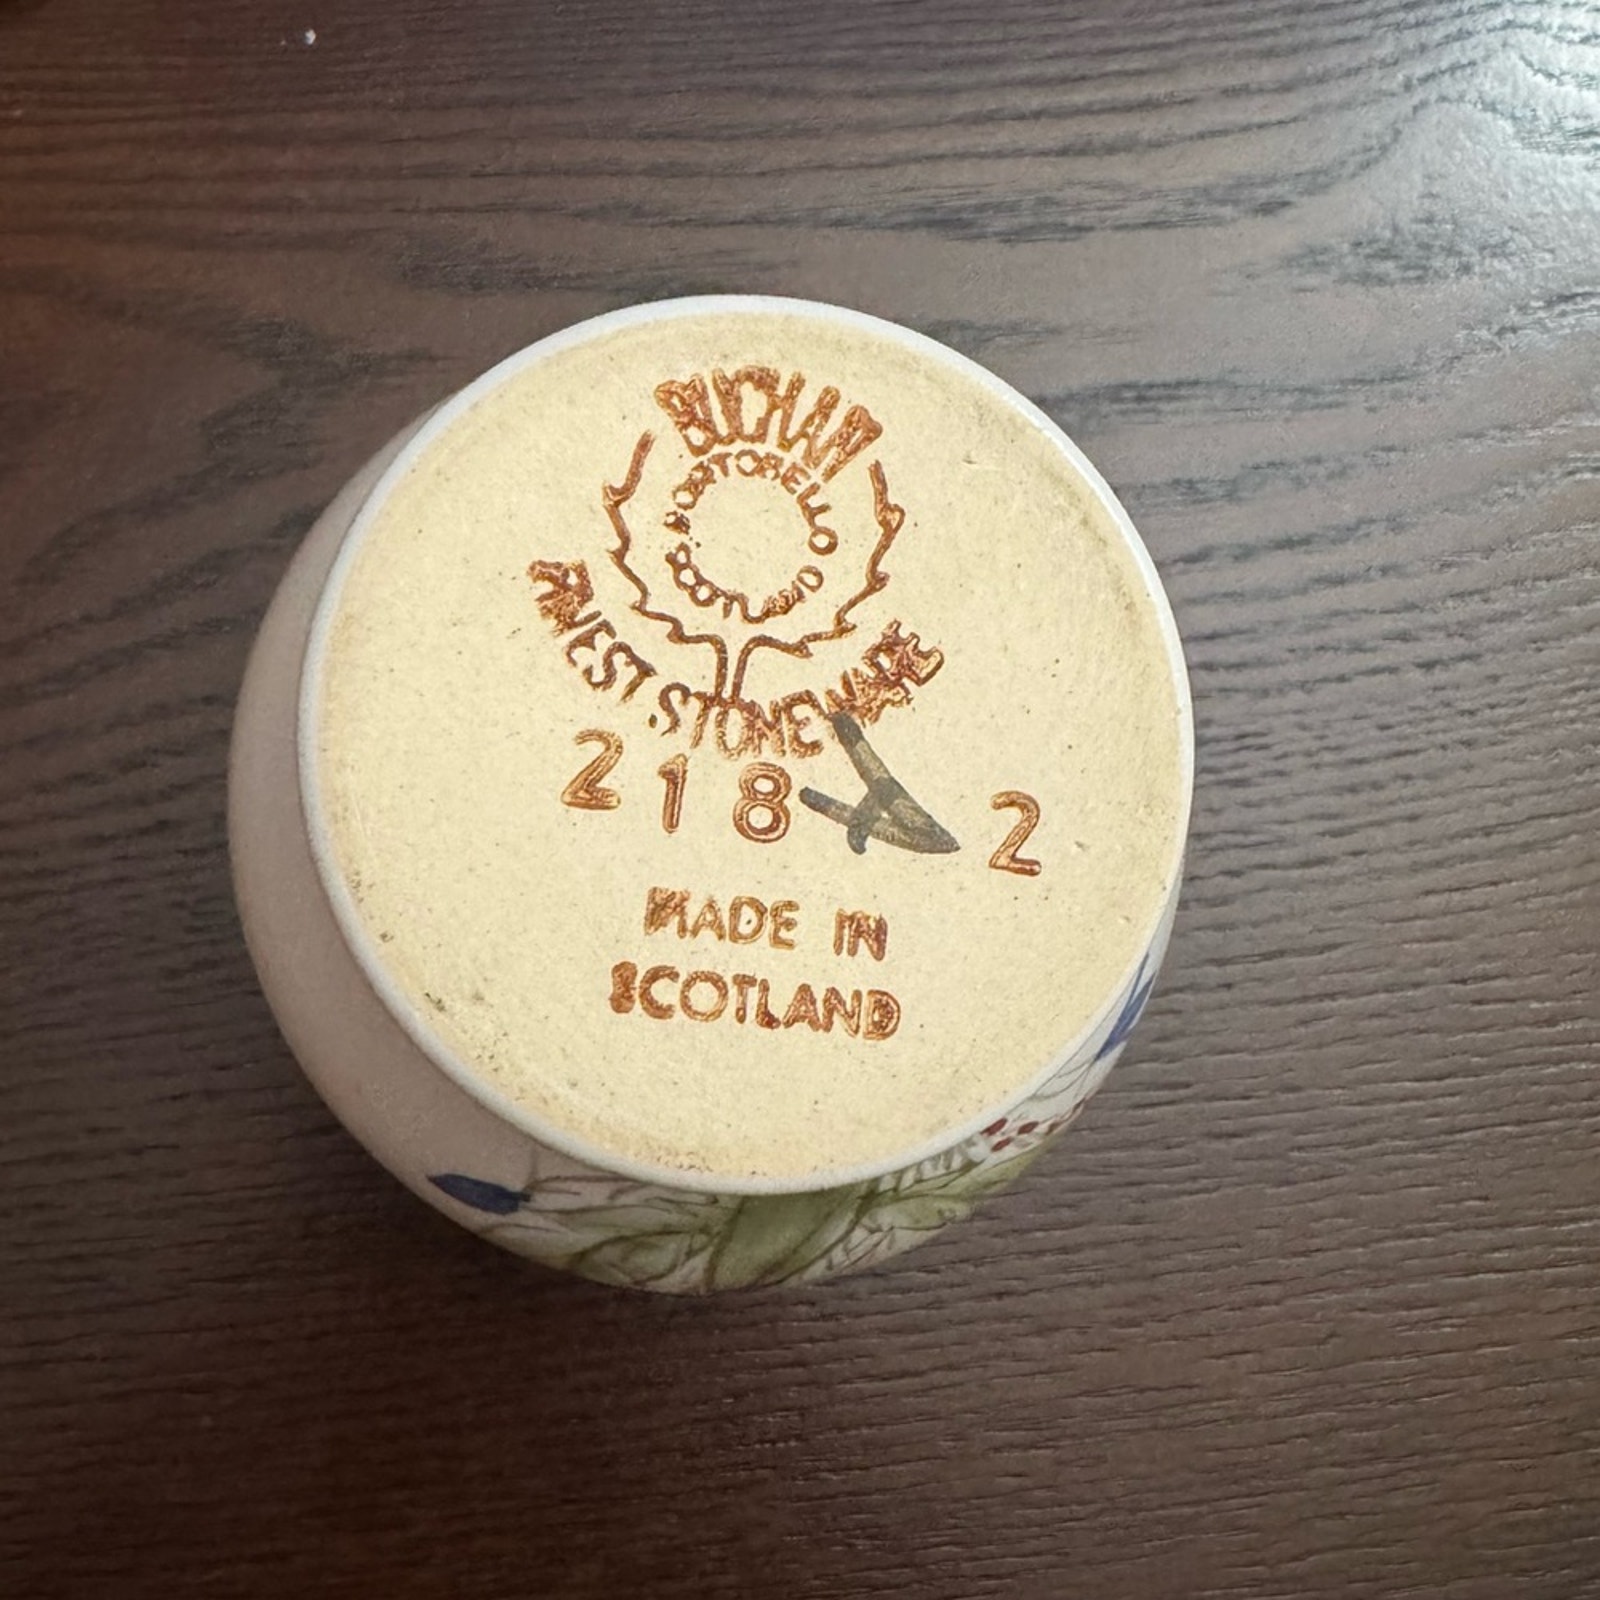 BUCHAN
PORTOBELLO
SCOTLAND
FINEST STONEWARE
218 2
MADE IN
SCOTLAND